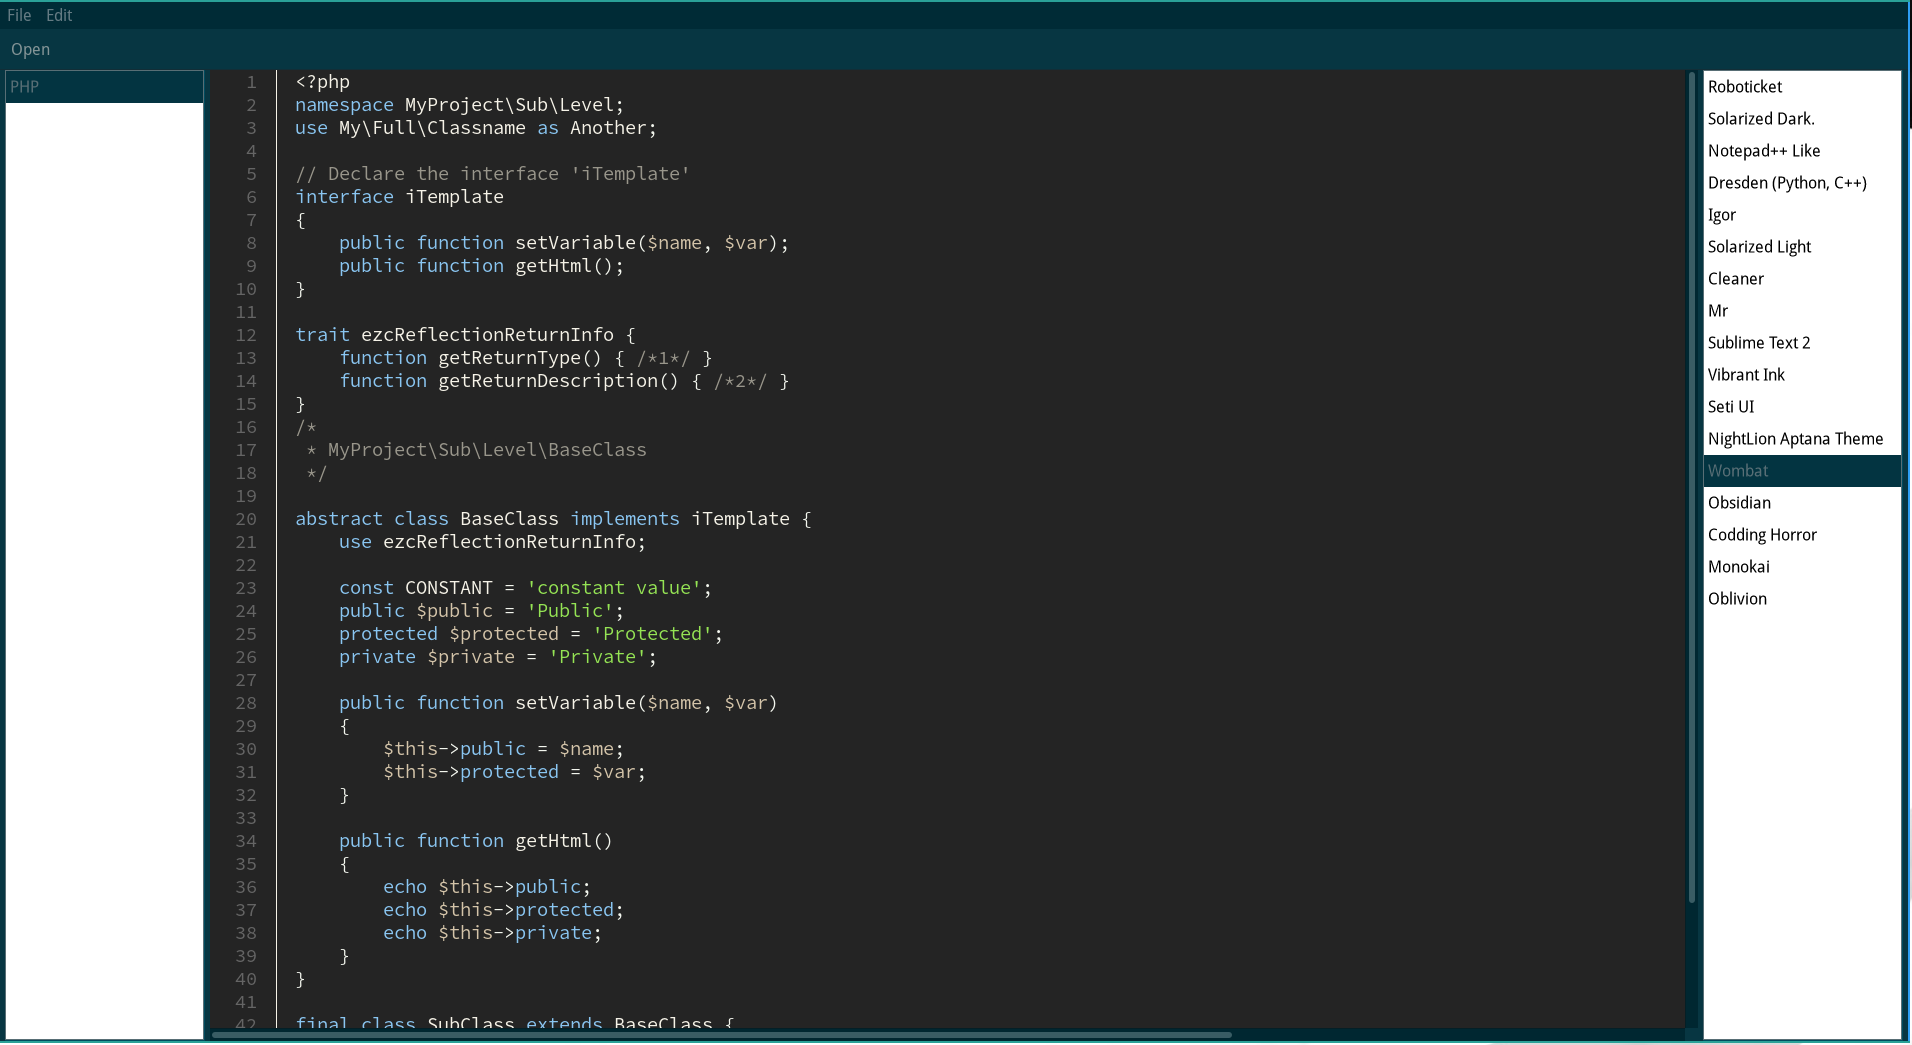 File Edit
Open
PHP
1 <?php
2 namespace MyProject\Sub\Level;
3 use My\Full\Classname as Another;
4
5 // Declare the interface 'iTemplate'
6 interface iTemplate
7 {
8     public function setVariable($name, $var);
9     public function getHtml();
10 }
11
12 trait ezcReflectionReturnInfo {
13     function getReturnType() { /*1*/ }
14     function getReturnDescription() { /*2*/ }
15 }
16 /*
17  * MyProject\Sub\Level\BaseClass
18  */
19
20 abstract class BaseClass implements iTemplate {
21     use ezcReflectionReturnInfo;
22
23     const CONSTANT = 'constant value';
24     public $public = 'Public';
25     protected $protected = 'Protected';
26     private $private = 'Private';
27
28     public function setVariable($name, $var)
29     {
30         $this->public = $name;
31         $this->protected = $var;
32     }
33
34     public function getHtml()
35     {
36         echo $this->public;
37         echo $this->protected;
38         echo $this->private;
39     }
40 }
41
42 final class SubClass extends BaseClass {
Roboticket
Solarized Dark.
Notepad++ Like
Dresden (Python, C++)
Igor
Solarized Light
Cleaner
Mr
Sublime Text 2
Vibrant Ink
Seti UI
NightLion Aptana Theme
Wombat
Obsidian
Codding Horror
Monokai
Oblivion